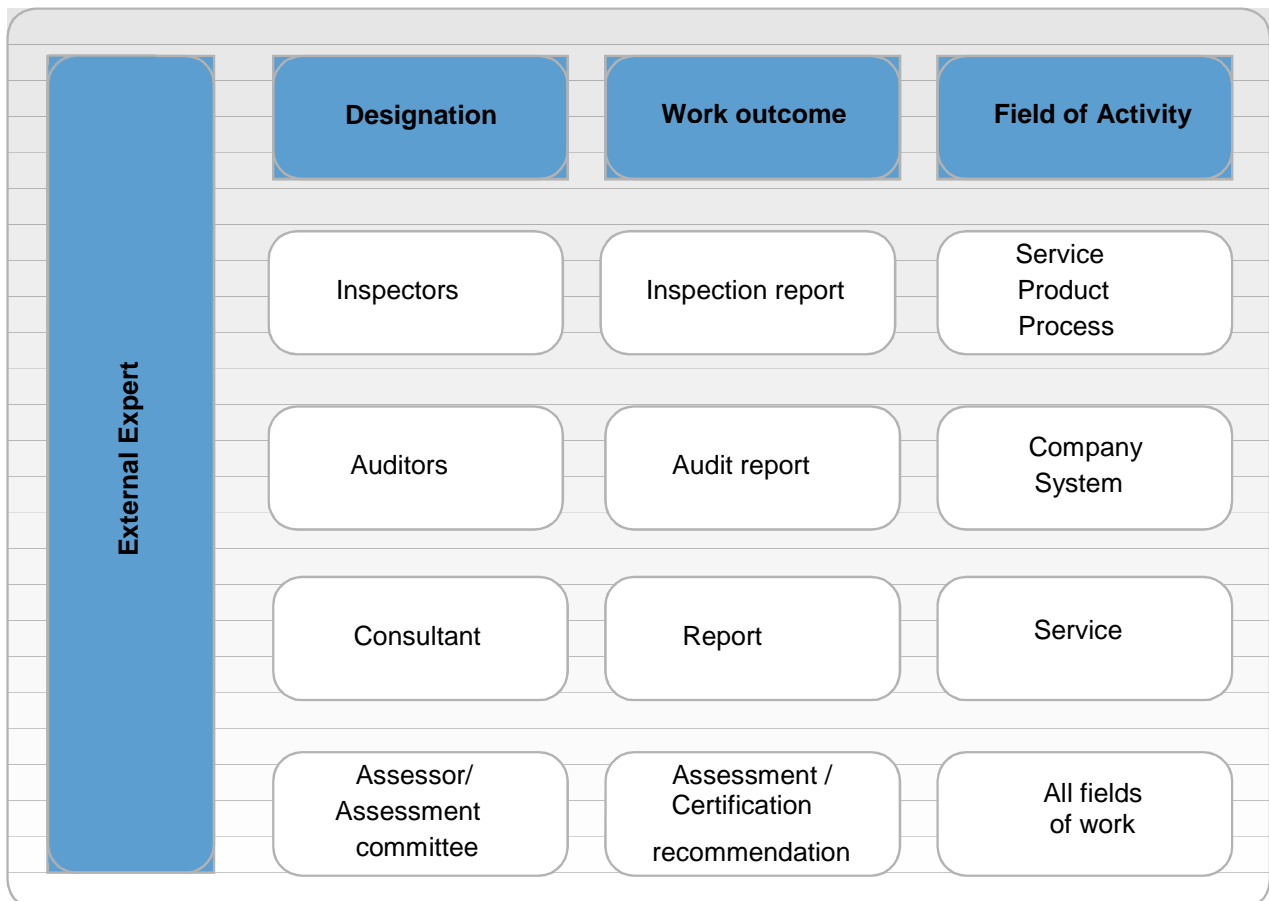 External Expert
Designation
Work outcome
Field of Activity
Inspectors
Inspection report
Service
Product
Process
Auditors
Audit report
Company
System
Consultant
Report
Service
Assessor/
Assessment
committee
Assessment /
Certification
recommendation
All fields
of work